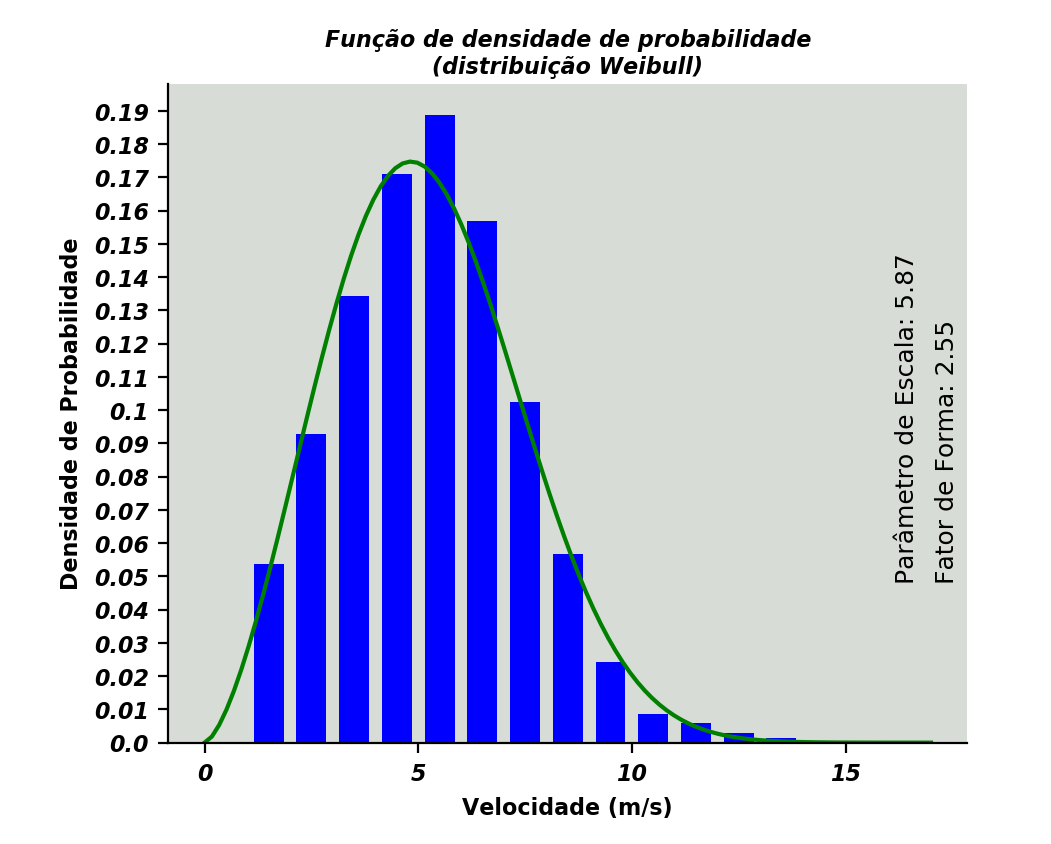 Função de densidade de probabilidade
(distribuição Weibull)
Densidade de Probabilidade
0.19
0.18
0.17
0.16
0.15
0.14
0.13
0.12
0.11
0.1
0.09
0.08
0.07
0.06
0.05
0.04
0.03
0.02
0.01
0.0
Parâmetro de Escala: 5.87
Fator de Forma: 2.55
0 5 10 15
Velocidade (m/s)